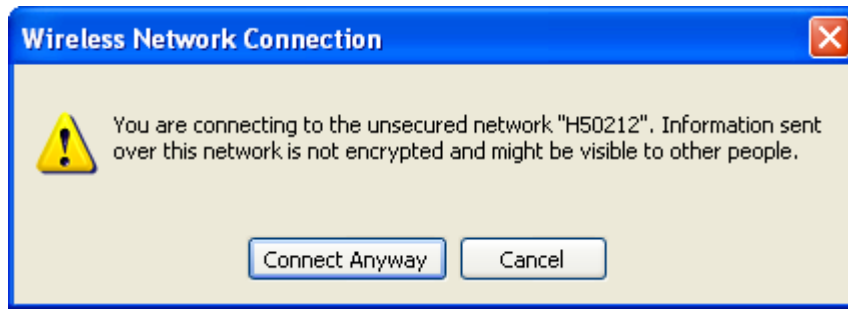 Wireless Network Connection
You are connecting to the unsecured network "H50212". Information sent
over this network is not encrypted and might be visible to other people.
Connect Anyway
Cancel